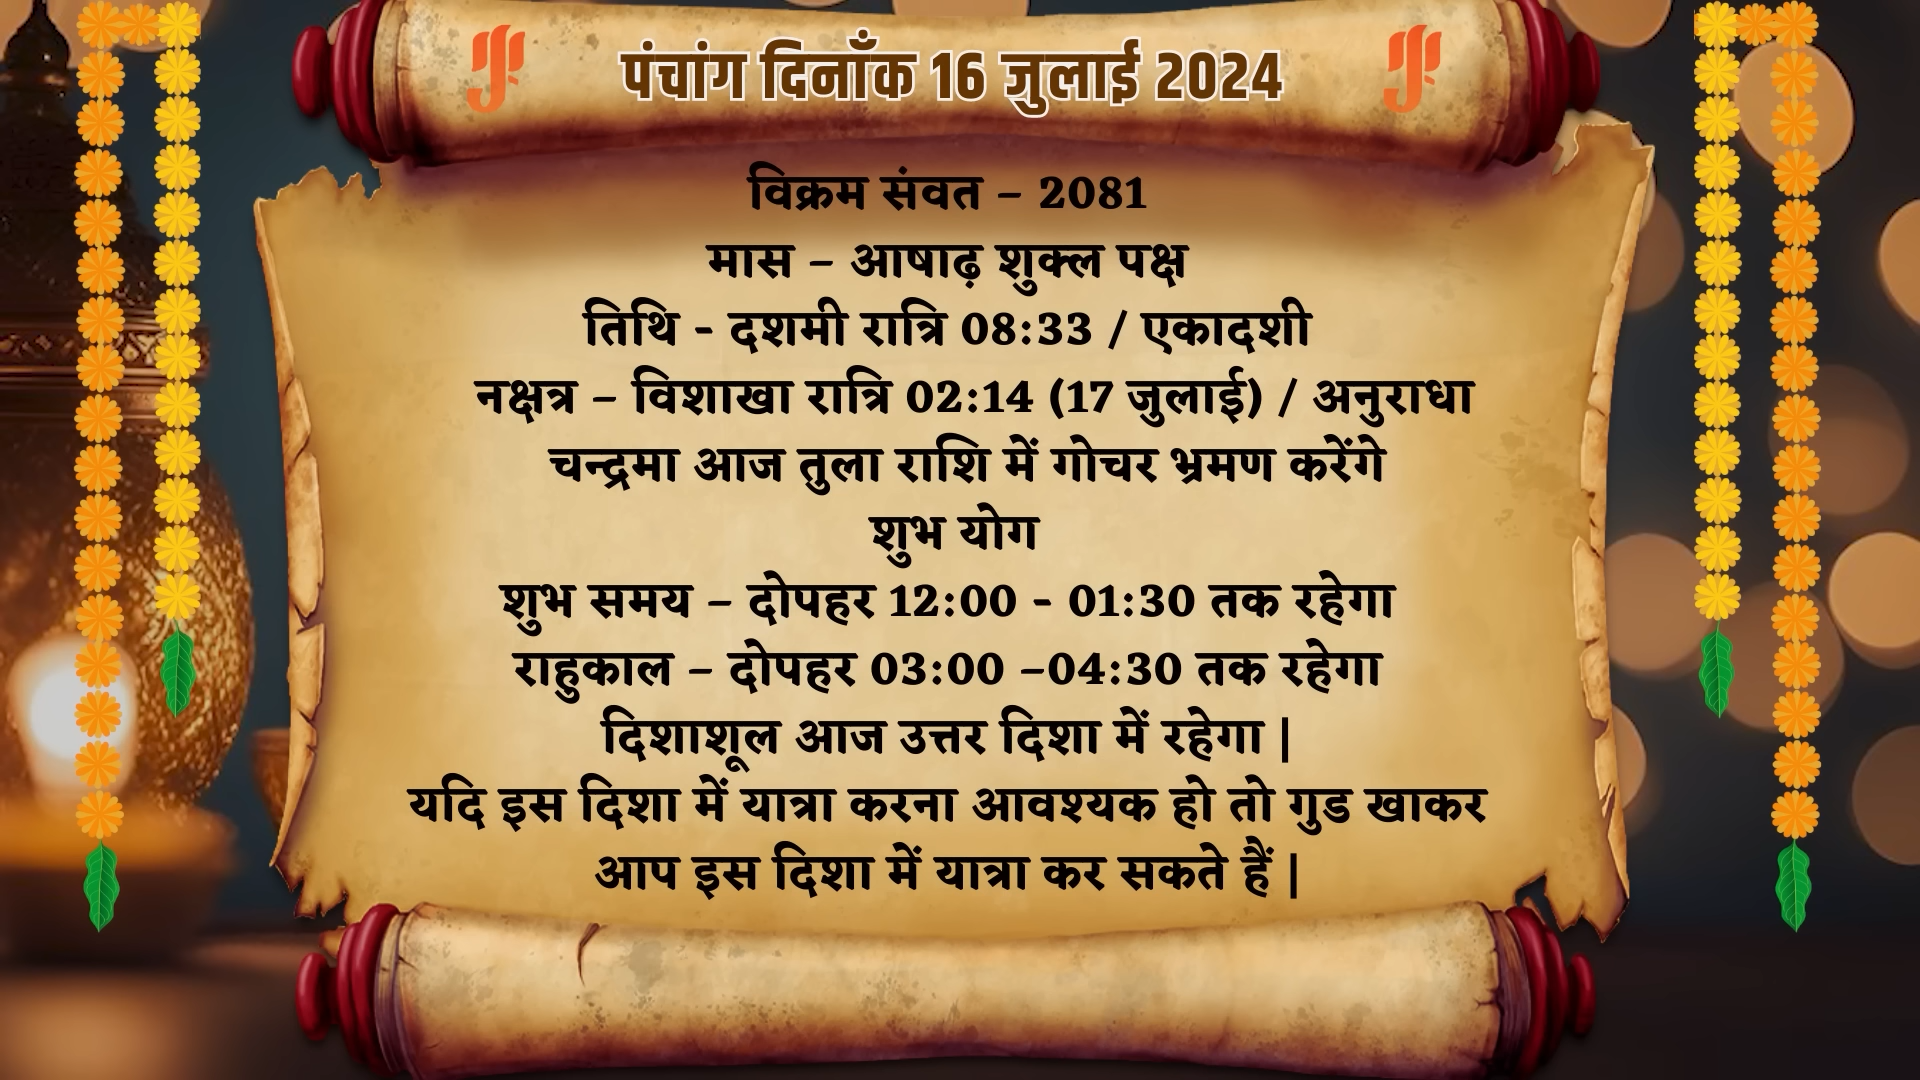 पंचांग दिनाँक 16 जुलाई 2024
विक्रम संवत – 2081
मास – आषाढ़ शुक्ल पक्ष
तिथि - दशमी रात्रि 08:33 / एकादशी
नक्षत्र – विशाखा रात्रि 02:14 (17 जुलाई) / अनुराधा
चन्द्रमा आज तुला राशि में गोचर भ्रमण करेंगे
शुभ योग
शुभ समय – दोपहर 12:00 - 01:30 तक रहेगा
राहुकाल – दोपहर 03:00 –04:30 तक रहेगा
दिशाशूल आज उत्तर दिशा में रहेगा |
यदि इस दिशा में यात्रा करना आवश्यक हो तो गुड खाकर
आप इस दिशा में यात्रा कर सकते हैं |